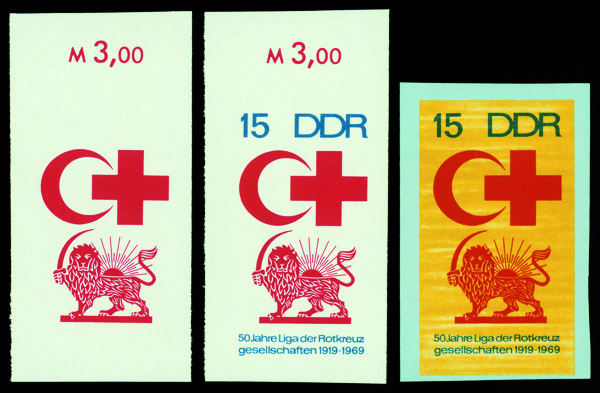 M 3,00
M 3,00
15 DDR
50 Jahre Liga der Rotkreuz
gesellschaften 1919-1969
15 DDR
50 Jahre Liga der Rotkreuz
gesellschaften 1919-1969